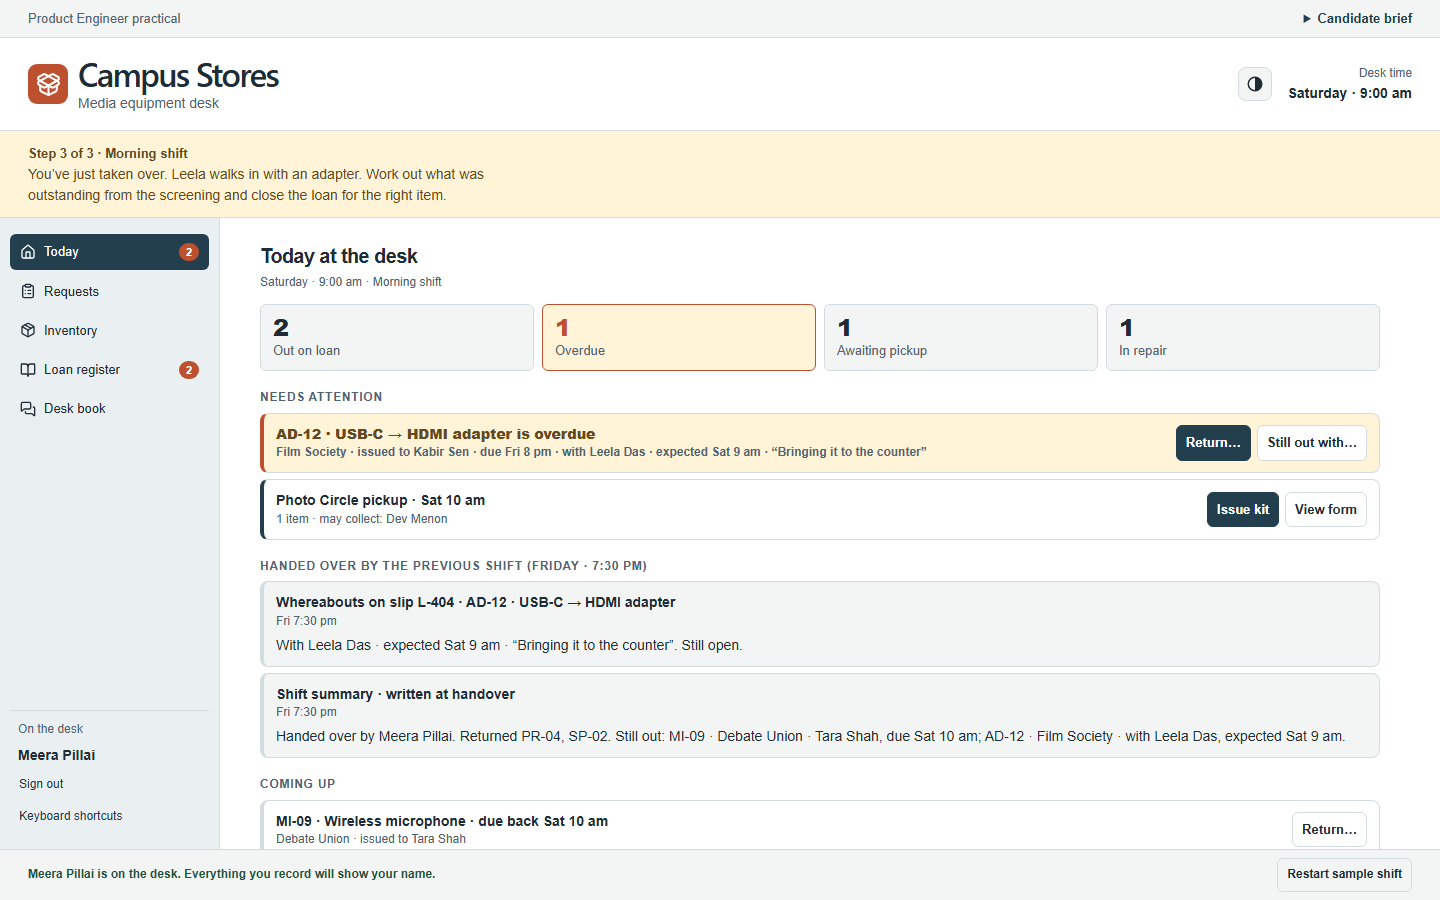 Product Engineer practical
▶ Candidate brief
Campus Stores
Media equipment desk
Desk time
Saturday · 9:00 am
Step 3 of 3 · Morning shift
You’ve just taken over. Leela walks in with an adapter. Work out what was
outstanding from the screening and close the loan for the right item.
Today
2
Requests
Inventory
Loan register
2
Desk book
On the desk
Meera Pillai
Sign out
Keyboard shortcuts
Today at the desk
Saturday · 9:00 am · Morning shift
2
Out on loan
1
Overdue
1
Awaiting pickup
1
In repair
NEEDS ATTENTION
AD-12 · USB-C → HDMI adapter is overdue
Film Society · issued to Kabir Sen · due Fri 8 pm · with Leela Das · expected Sat 9 am · “Bringing it to the counter”
Return…
Still out with…
Photo Circle pickup · Sat 10 am
1 item · may collect: Dev Menon
Issue kit
View form
HANDED OVER BY THE PREVIOUS SHIFT (FRIDAY · 7:30 PM)
Whereabouts on slip L-404 · AD-12 · USB-C → HDMI adapter
Fri 7:30 pm
With Leela Das · expected Sat 9 am · “Bringing it to the counter”. Still open.
Shift summary · written at handover
Fri 7:30 pm
Handed over by Meera Pillai. Returned PR-04, SP-02. Still out: MI-09 · Debate Union · Tara Shah, due Sat 10 am; AD-12 · Film Society · with Leela Das, expected Sat 9 am.
COMING UP
MI-09 · Wireless microphone · due back Sat 10 am
Debate Union · issued to Tara Shah
Return…
Meera Pillai is on the desk. Everything you record will show your name.
Restart sample shift